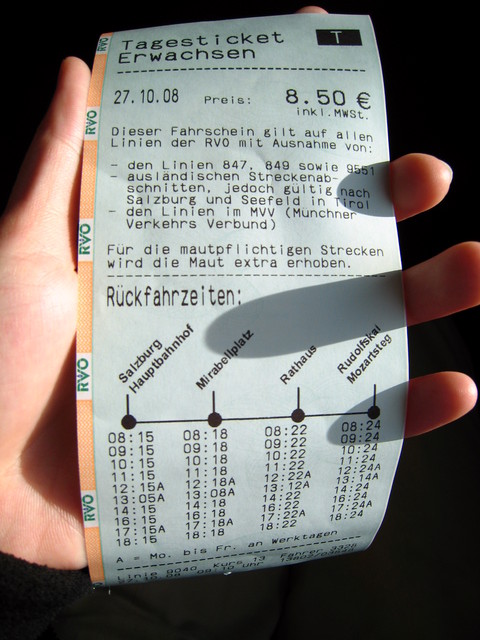 Tagesticket
Erwachsen
T
27.10.08 Preis: 8.50 €
inkl.MWSt.
Dieser Fahrschein gilt auf allen
Linien der RVO mit Ausnahme von:
- den Linien 847, 849 sowie 9551
- ausländischen Streckenab-
schnitten, jedoch gültig nach
Salzburg und Seefeld in Tirol
- den Linien im MVV (Münchner
Verkehrs Verbund)
Für die mautpflichtigen Strecken
wird die Maut extra erhoben.
Rückfahrzeiten:
Salzburg
Hauptbahnhof
Mirabellplatz
Rathaus
Rudolfskai
Mozartsteg
08:15 08:18 08:22 08:24
09:15 09:18 09:22 09:24
10:15 10:18 10:22 10:24
11:15 11:18 11:22 11:24
12:15A 12:18A 12:22A 12:24A
13:05A 13:08A 13:12A 13:14A
14:15 14:18 14:22 14:24
16:15 16:18 16:22 16:24
17:15A 17:18A 17:22A 17:24A
18:15 18:18 18:22 18:24
A = Mo. bis Fr. an Werktagen
Linie 9040 Kurs 13 Fahrer
Uhr
RVO
RVO
RVO
RVO
RVO